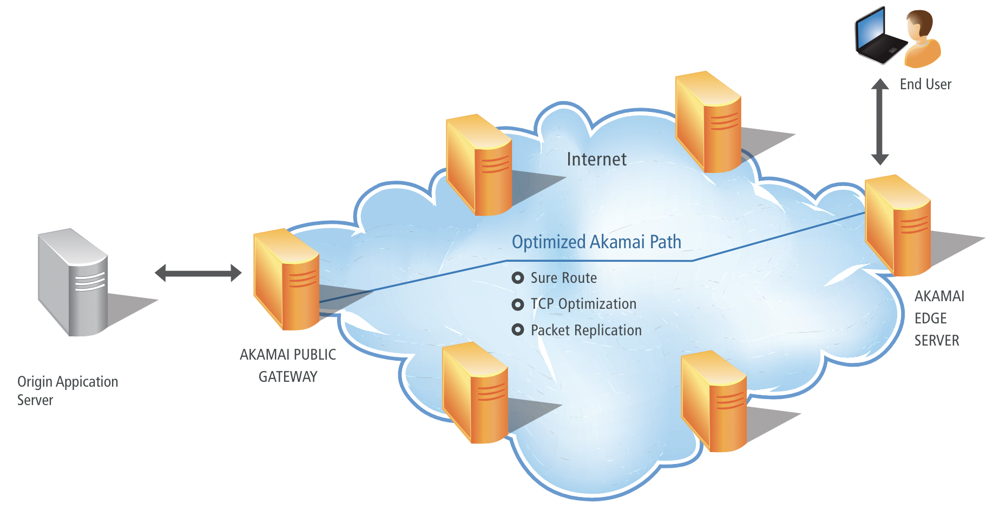 End User
Internet
Optimized Akamai Path
Sure Route
TCP Optimization
Packet Replication
AKAMAI
EDGE
SERVER
AKAMAI PUBLIC
GATEWAY
Origin Appication
Server